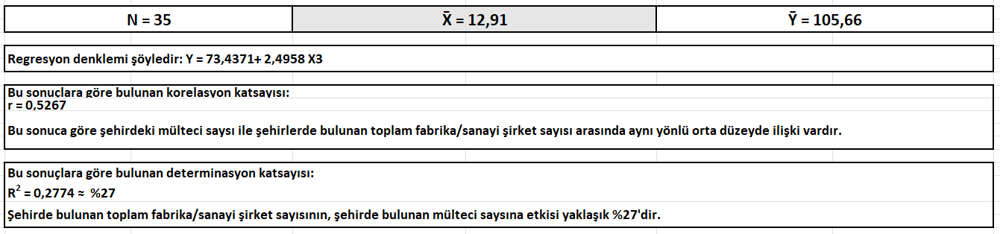 N = 35
X̄ = 12,91
Ȳ = 105,66
Regresyon denklemi şöyledir: Y = 73,4371+ 2,4958 X3
Bu sonuçlara göre bulunan korelasyon katsayısı:
r = 0,5267
Bu sonuca göre şehirdeki mülteci saysı ile şehirlerde bulunan toplam fabrika/sanayi şirket sayısı arasında aynı yönlü orta düzeyde ilişki vardır.
Bu sonuçlara göre bulunan determinasyon katsayısı:
R² = 0,2774 ≈ %27
Şehirde bulunan toplam fabrika/sanayi şirket sayısının, şehirde bulunan mülteci saysına etkisi yaklaşık %27'dir.